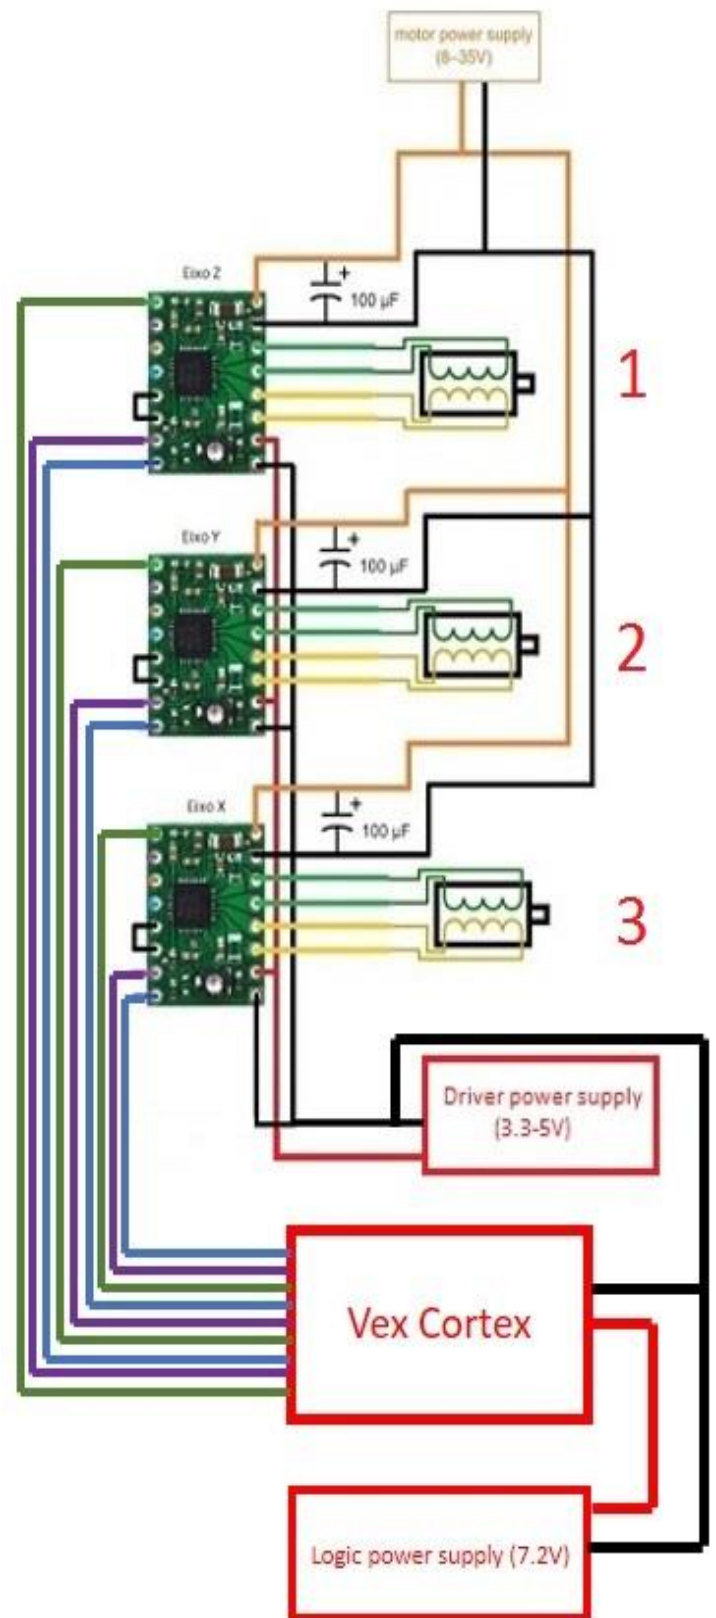 motor power supply
(8–35V)
Eixo Z
+
100 µF
1
Eixo Y
+
100 µF
2
Eixo X
+
100 µF
3
Driver power supply
(3.3-5V)
Vex Cortex
Logic power supply (7.2V)